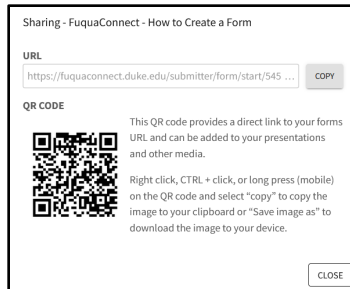 Sharing - FuquaConnect - How to Create a Form
URL
https://fuquaconnect.duke.edu/submitter/form/start/545 ...
COPY
QR CODE
This QR code provides a direct link to your forms
URL and can be added to your presentations
and other media.
Right click, CTRL + click, or long press (mobile)
on the QR code and select “copy” to copy the
image to your clipboard or “Save image as” to
download the image to your device.
CLOSE